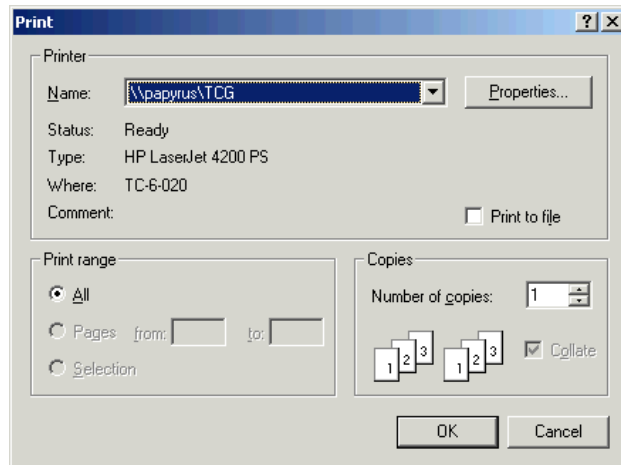 Print
Printer
Name: \\papyrus\TCG Properties...
Status: Ready
Type: HP LaserJet 4200 PS
Where: TC-6-020
Comment: Print to file
Print range
All
Pages from: to:
Selection
Copies
Number of copies: 1
1 2 3 1 2 3 Collate
OK Cancel